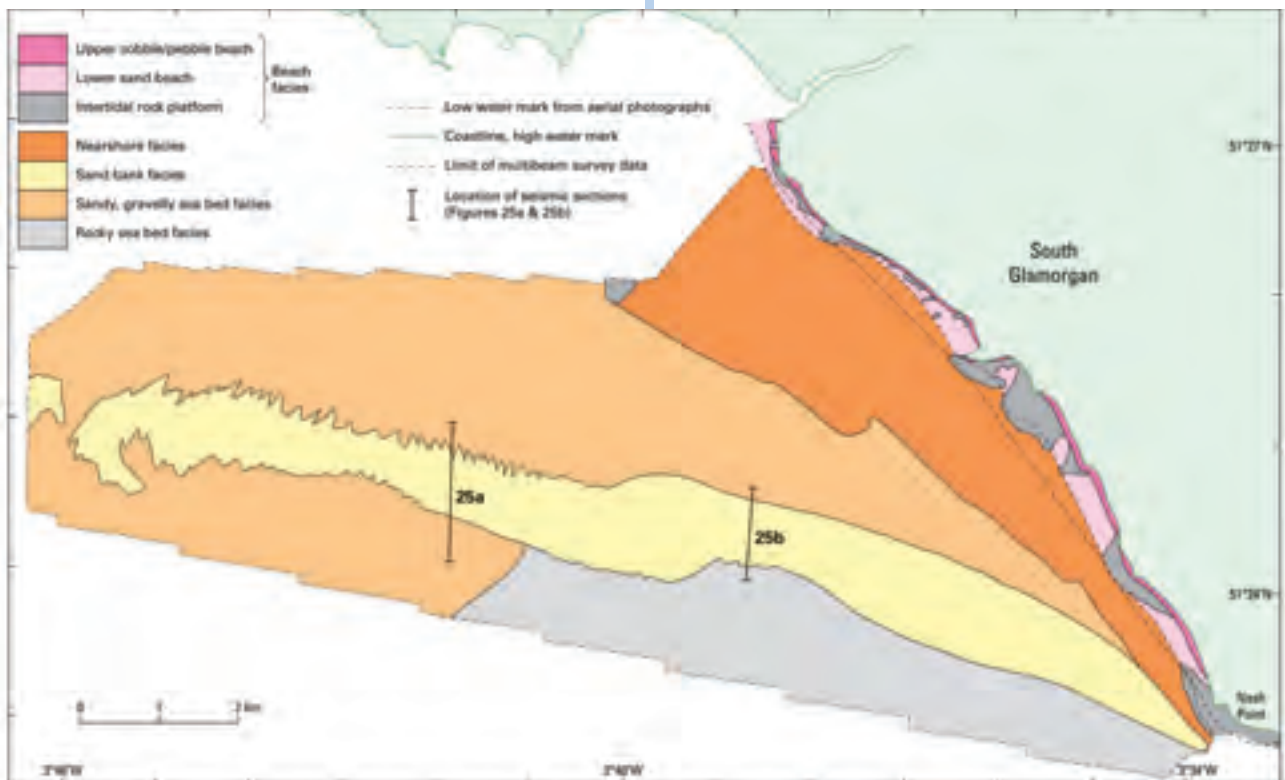 Upper cobble/pebble beach
Lower sand beach
Intertidal rock platform
Beach
facies
Nearshore facies
Sand bank facies
Sandy, gravelly sea bed facies
Rocky sea bed facies
Low water mark from aerial photographs
Coastline, high water mark
Limit of multibeam survey data
Location of seismic sections
(Figures 25a & 25b)
51°27'N
South
Glamorgan
25a
25b
Nash
Point
0
km